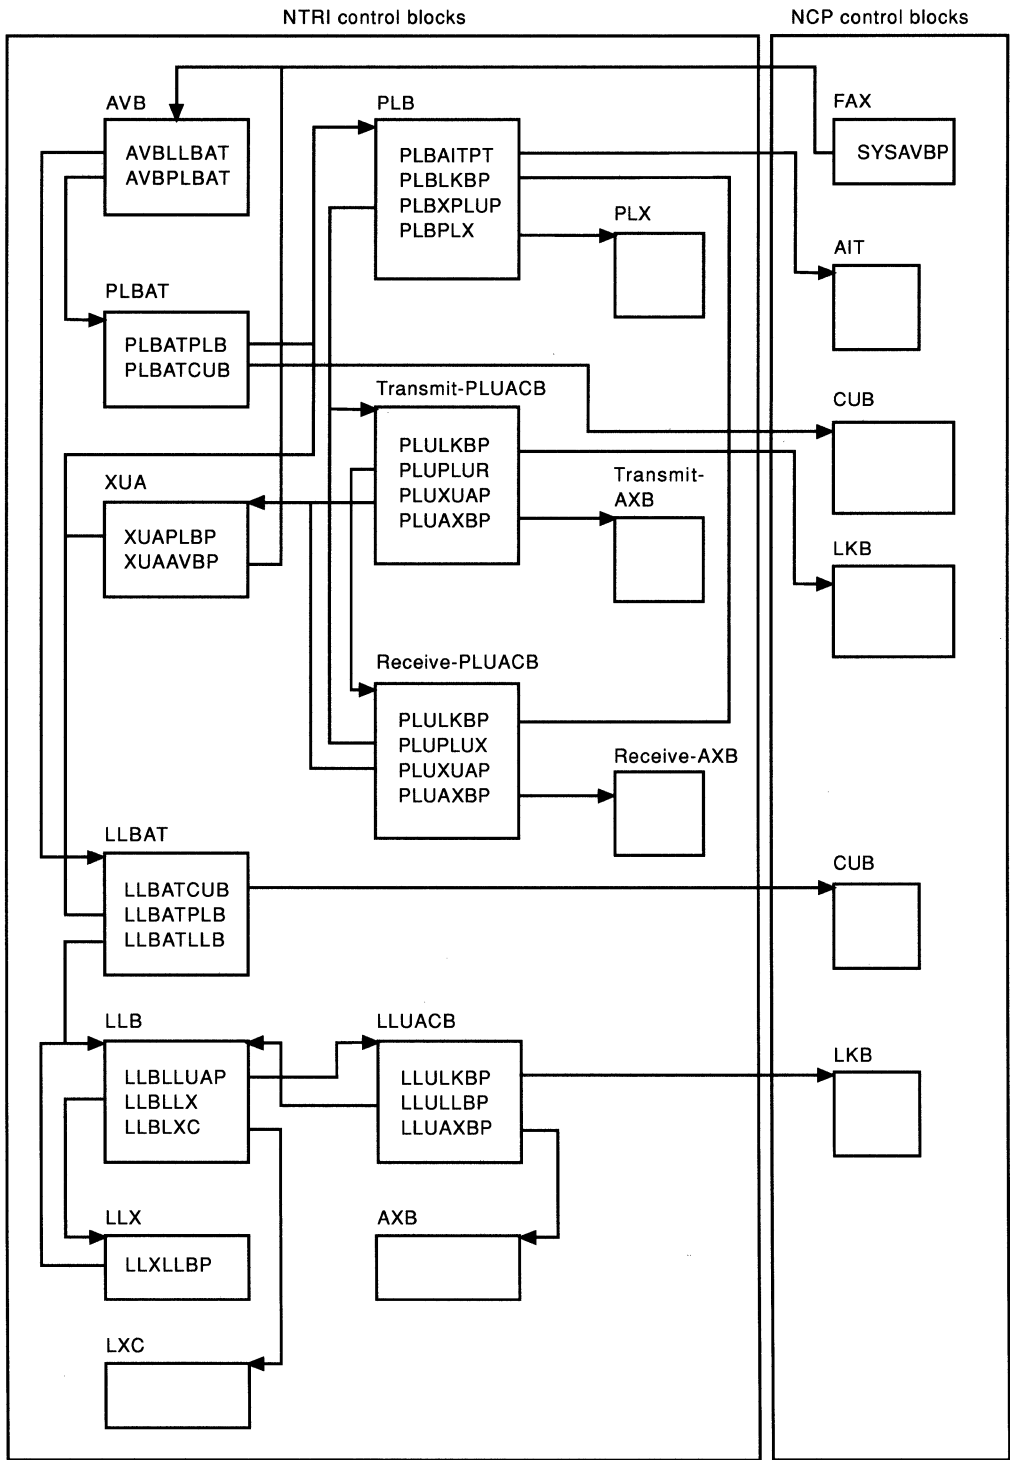 NTRI control blocks
NCP control blocks
AVB
AVBLLBAT
AVBPLBAT
PLB
PLBAITPT
PLBLKBP
PLBXPLUP
PLBPLX
FAX
SYSAVBP
PLX
AIT
PLBAT
PLBATPLB
PLBATCUB
Transmit-PLUACB
PLULKBP
PLUPLUR
PLUXUAP
PLUAXBP
CUB
Transmit-
AXB
XUA
XUAPLBP
XUAAVBP
LKB
Receive-PLUACB
PLULKBP
PLUPLUX
PLUXUAP
PLUAXBP
Receive-AXB
LLBAT
LLBATCUB
LLBATPLB
LLBATLLB
CUB
LLB
LLBLLUAP
LLBLLX
LLBLXC
LLUACB
LLULKBP
LLULLBP
LLUAXBP
LKB
LLX
LLXLLBP
AXB
LXC